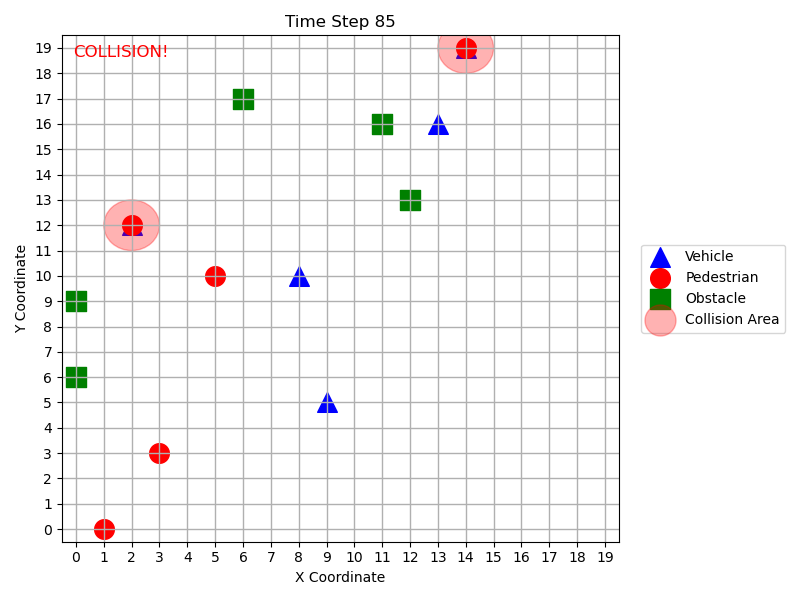 Time Step 85
COLLISION!
19
18
17
16
15
14
13
12
11
10
9
8
7
6
5
4
3
2
1
0
Y Coordinate
0 1 2 3 4 5 6 7 8 9 10 11 12 13 14 15 16 17 18 19
X Coordinate
Vehicle
Pedestrian
Obstacle
Collision Area